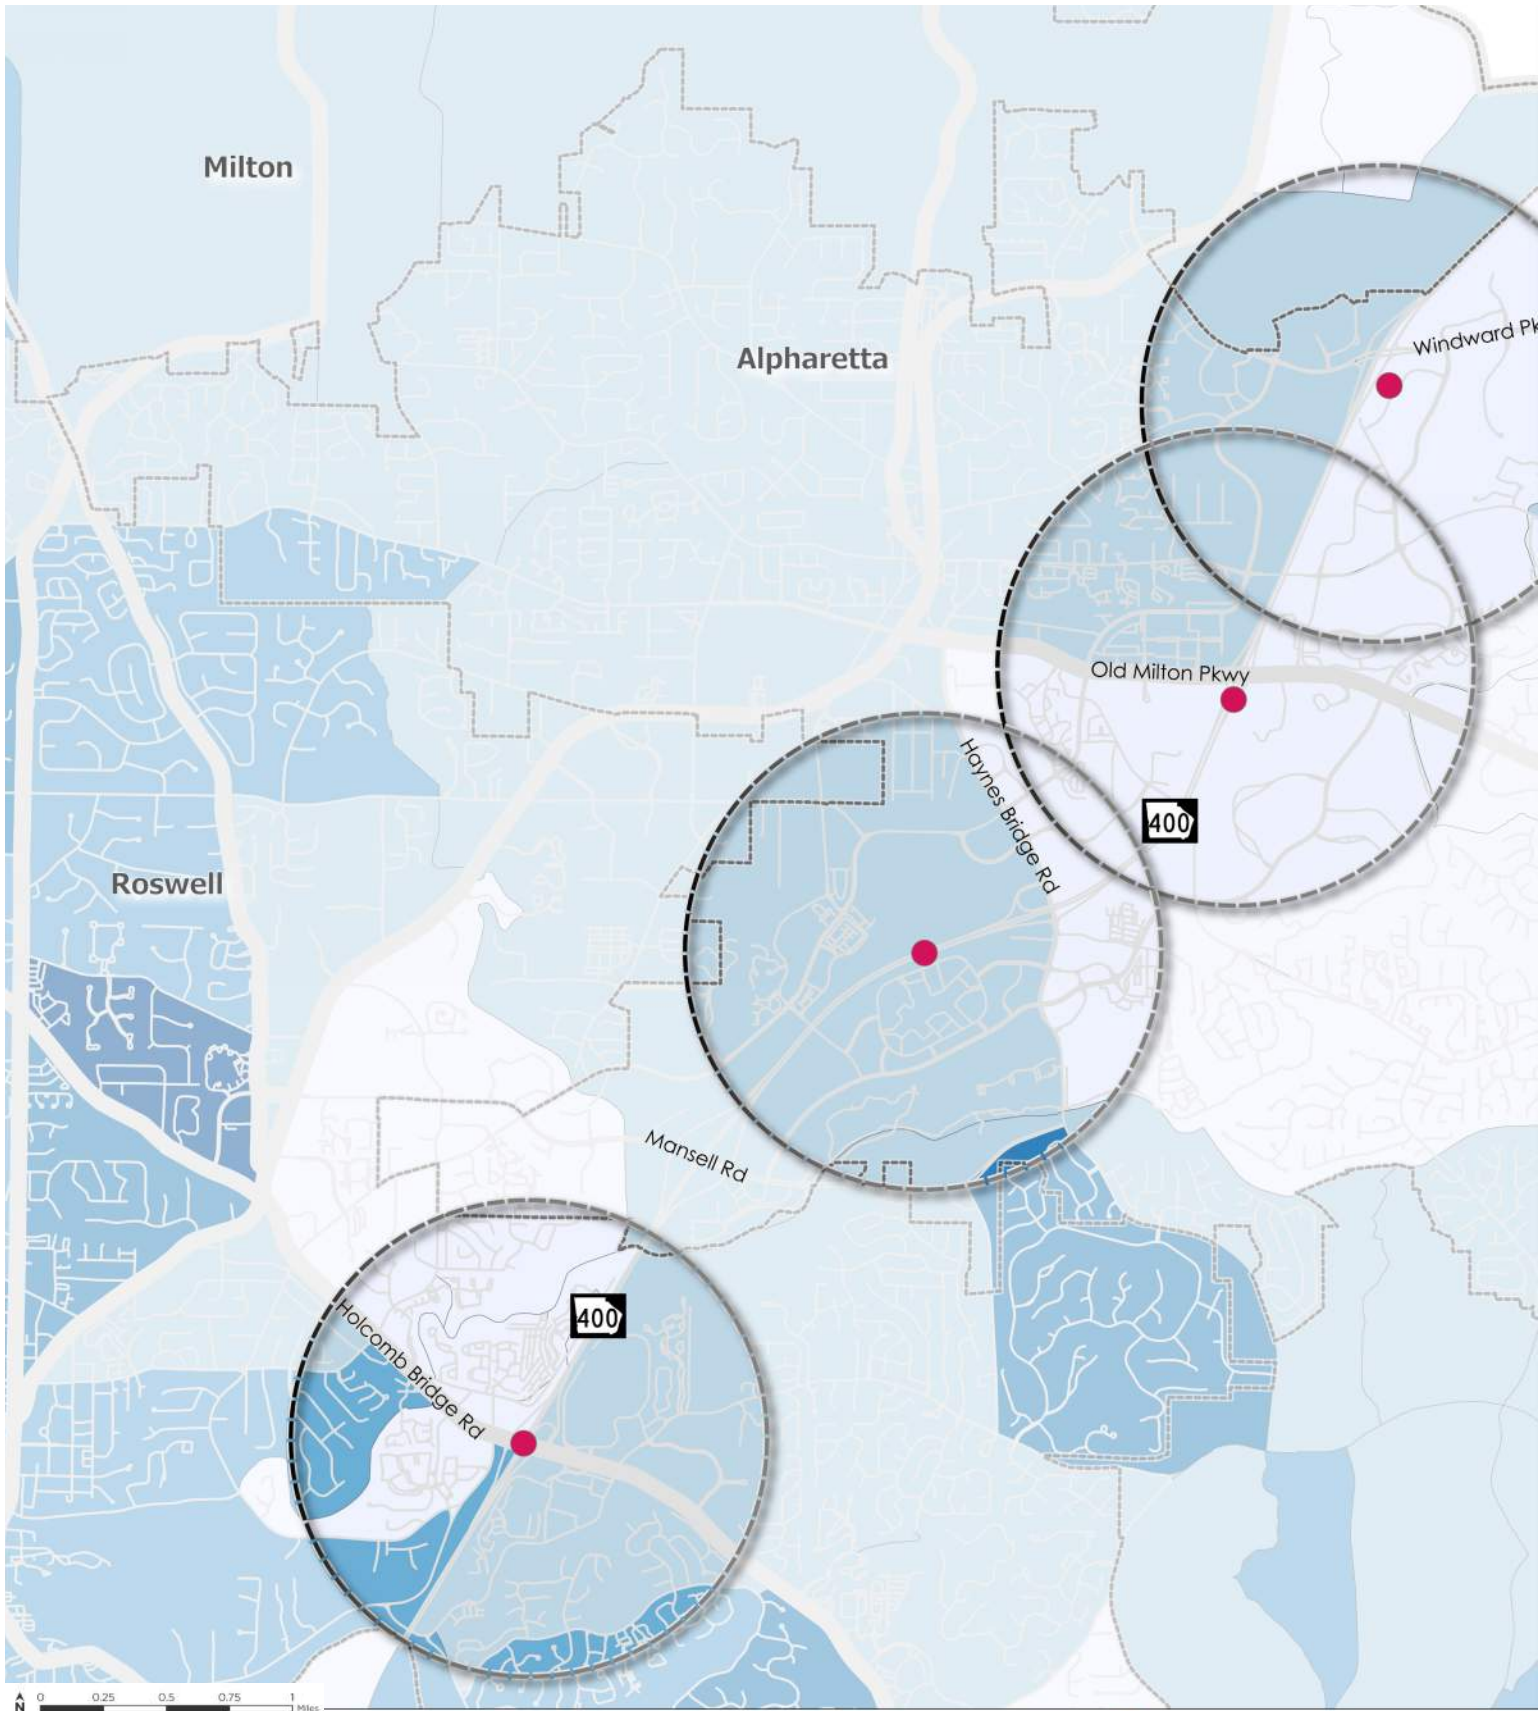 Milton
Alpharetta
Windward Pk
Old Milton Pkwy
Haynes Bridge Rd
400
Roswell
Mansell Rd
400
Holcomb Bridge Rd
N
0 0.25 0.5 0.75 1
Miles